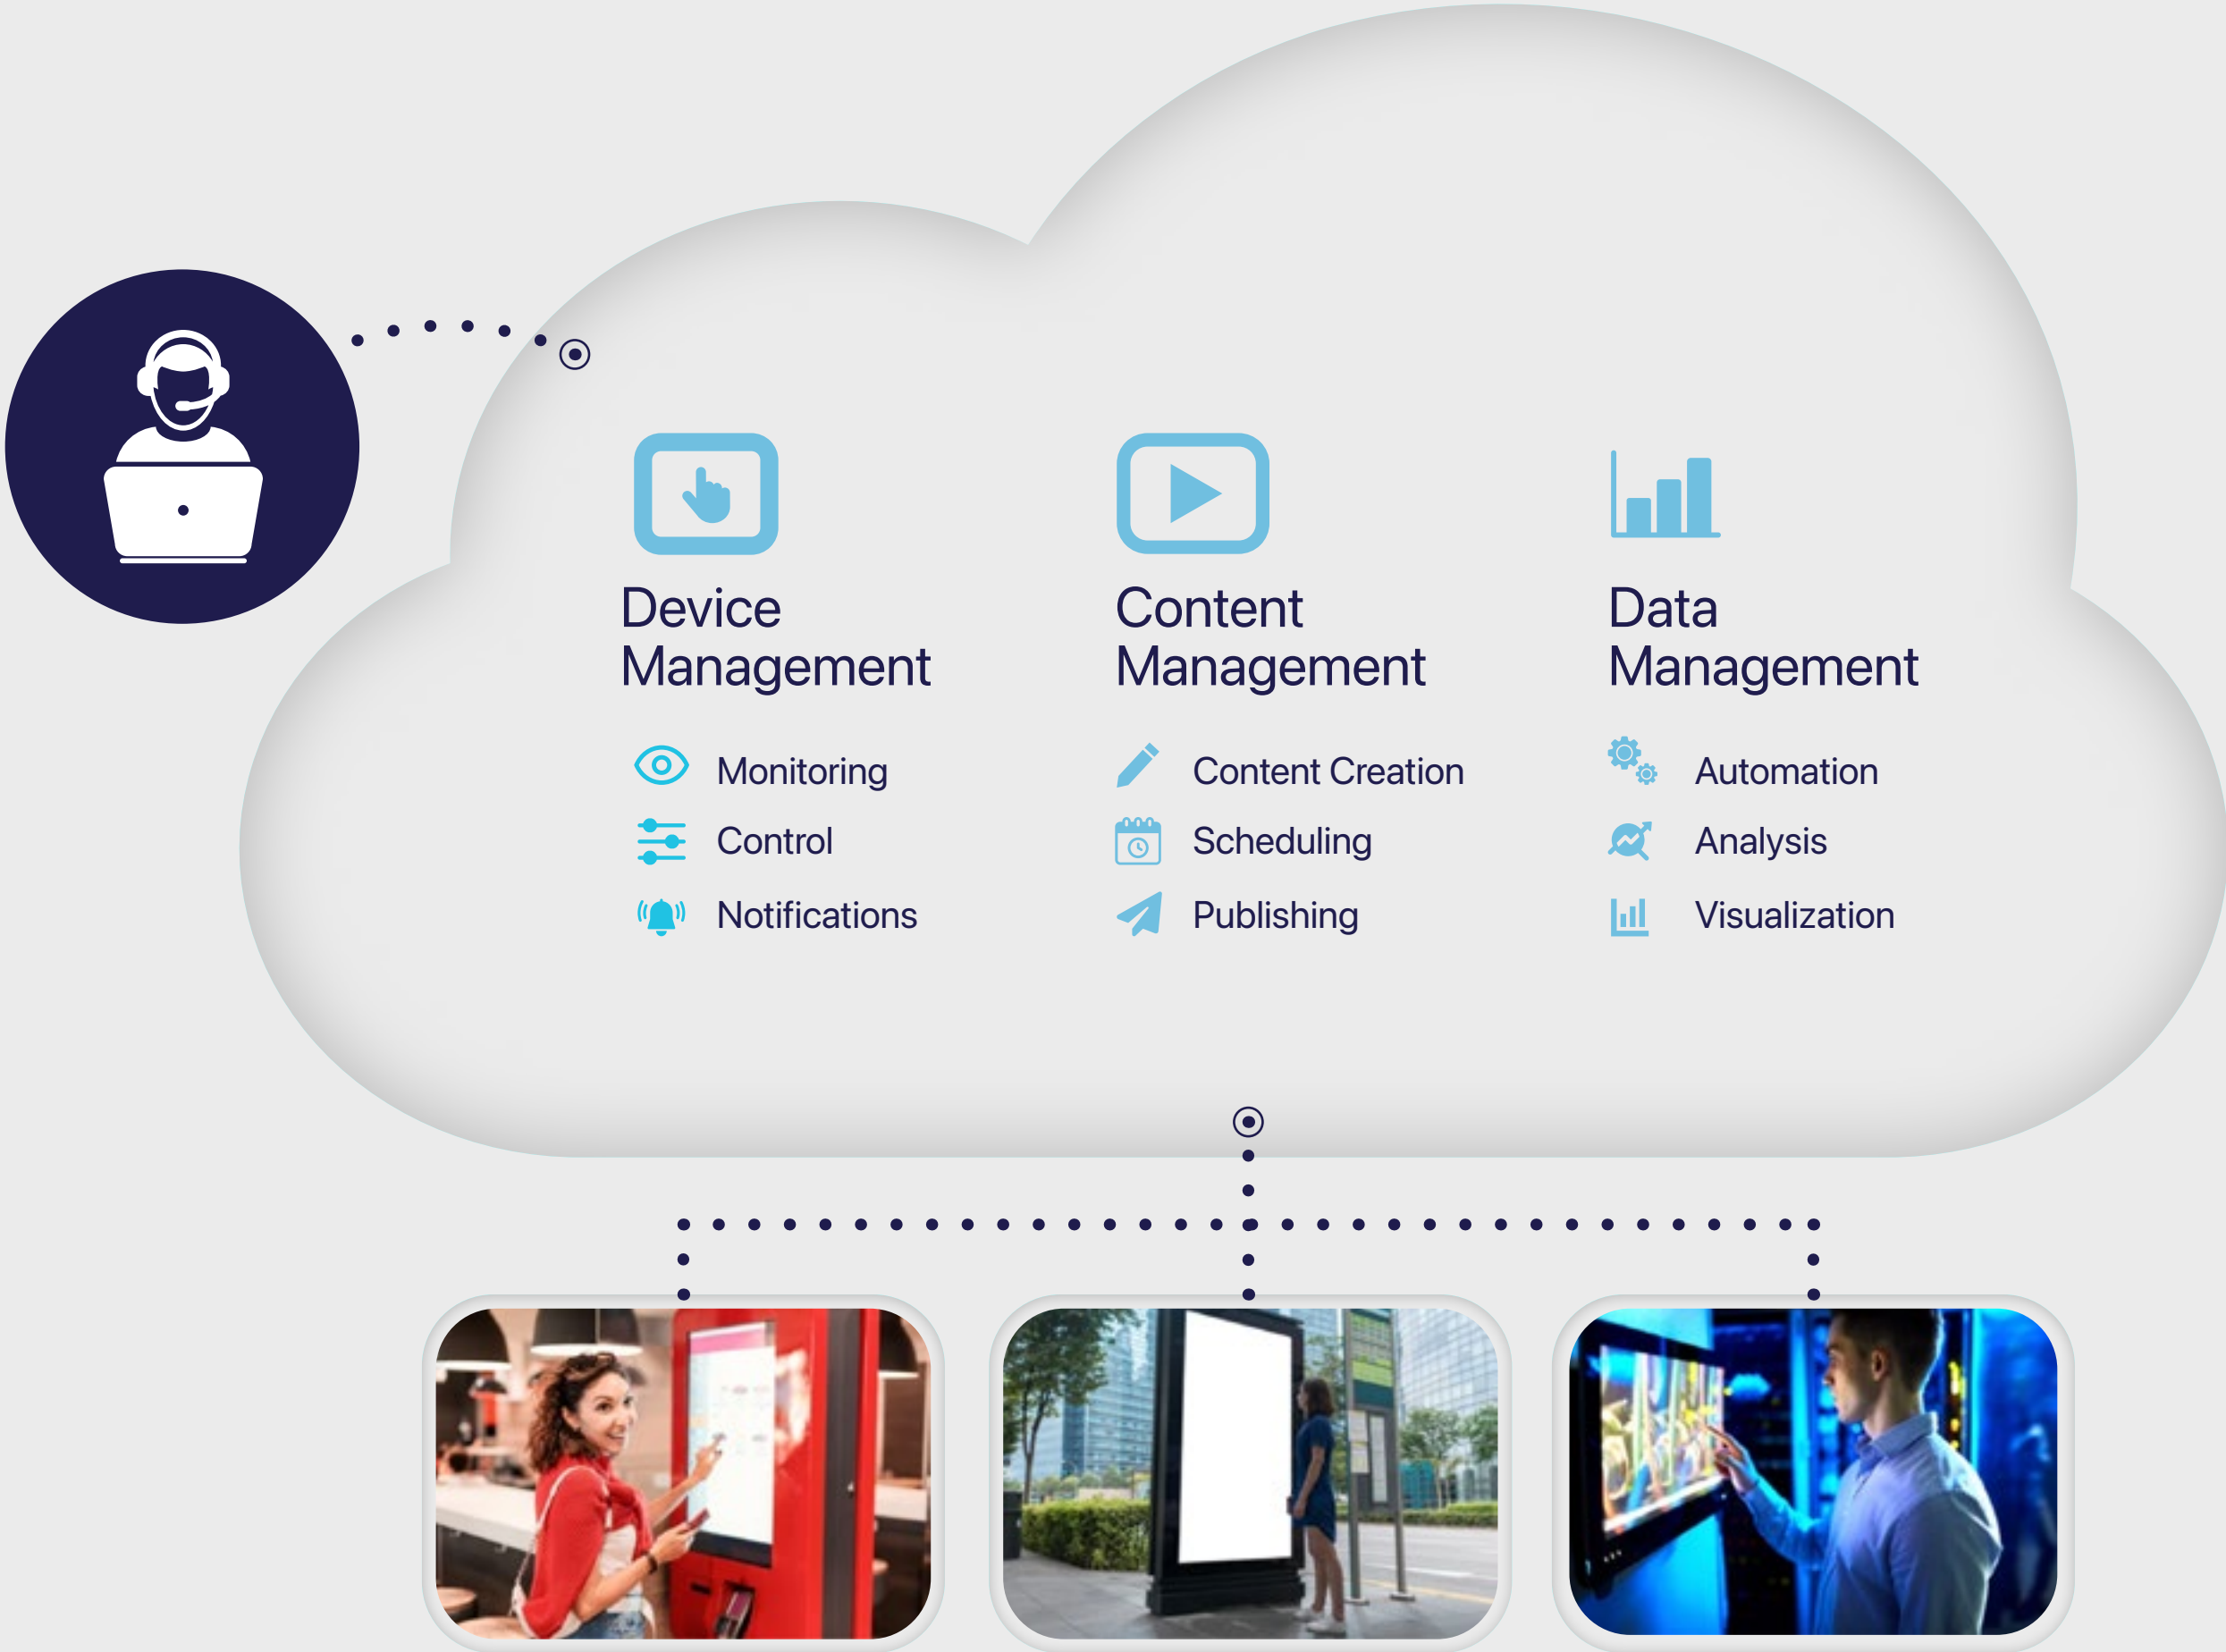 Device
Management
Monitoring
Control
Notifications
Content
Management
Content Creation
Scheduling
Publishing
Data
Management
Automation
Analysis
Visualization